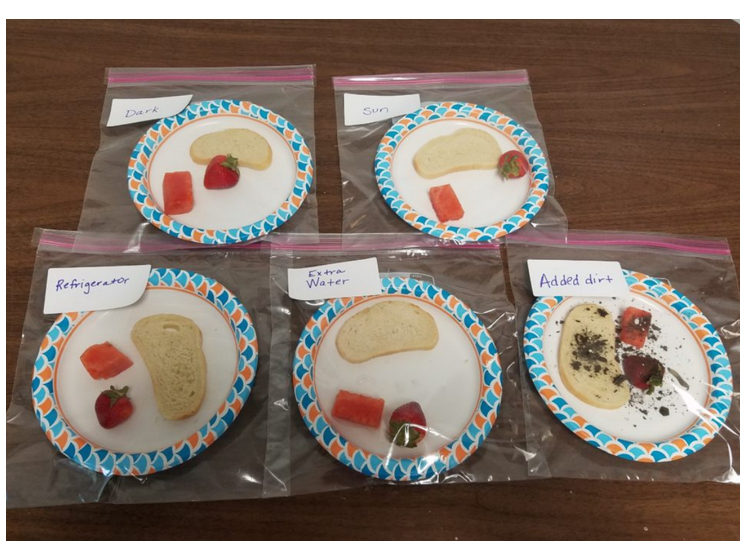 Dark
Sun
Refrigerator
Extra
Water
Added dirt